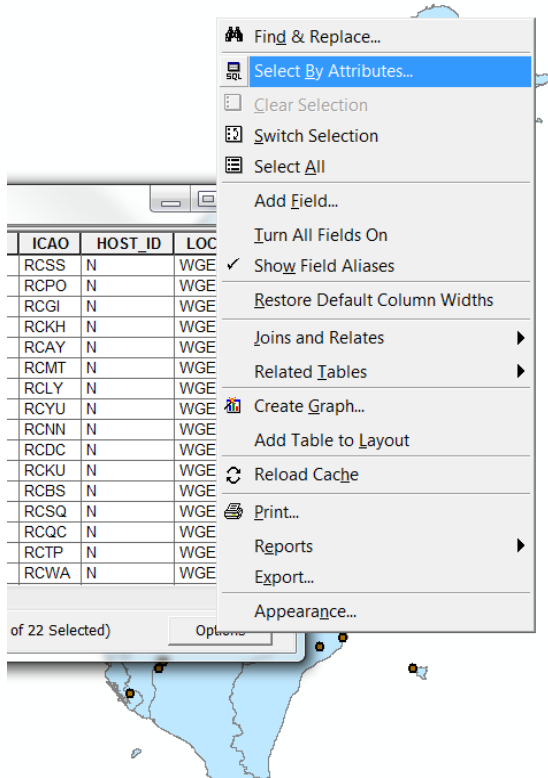 Find & Replace...
Select By Attributes...
Clear Selection
Switch Selection
Select All
Add Field...
Turn All Fields On
Show Field Aliases
Restore Default Column Widths
Joins and Relates
Related Tables
Create Graph...
Add Table to Layout
Reload Cache
Print...
Reports
Export...
Appearance...
ICAO HOST_ID LOC
RCSS N WGE
RCPO N WGE
RCGI N WGE
RCKH N WGE
RCAY N WGE
RCMT N WGE
RCLY N WGE
RCYU N WGE
RCNN N WGE
RCDC N WGE
RCKU N WGE
RCBS N WGE
RCSQ N WGE
RCQC N WGE
RCTP N WGE
RCWA N WGE
of 22 Selected) Options